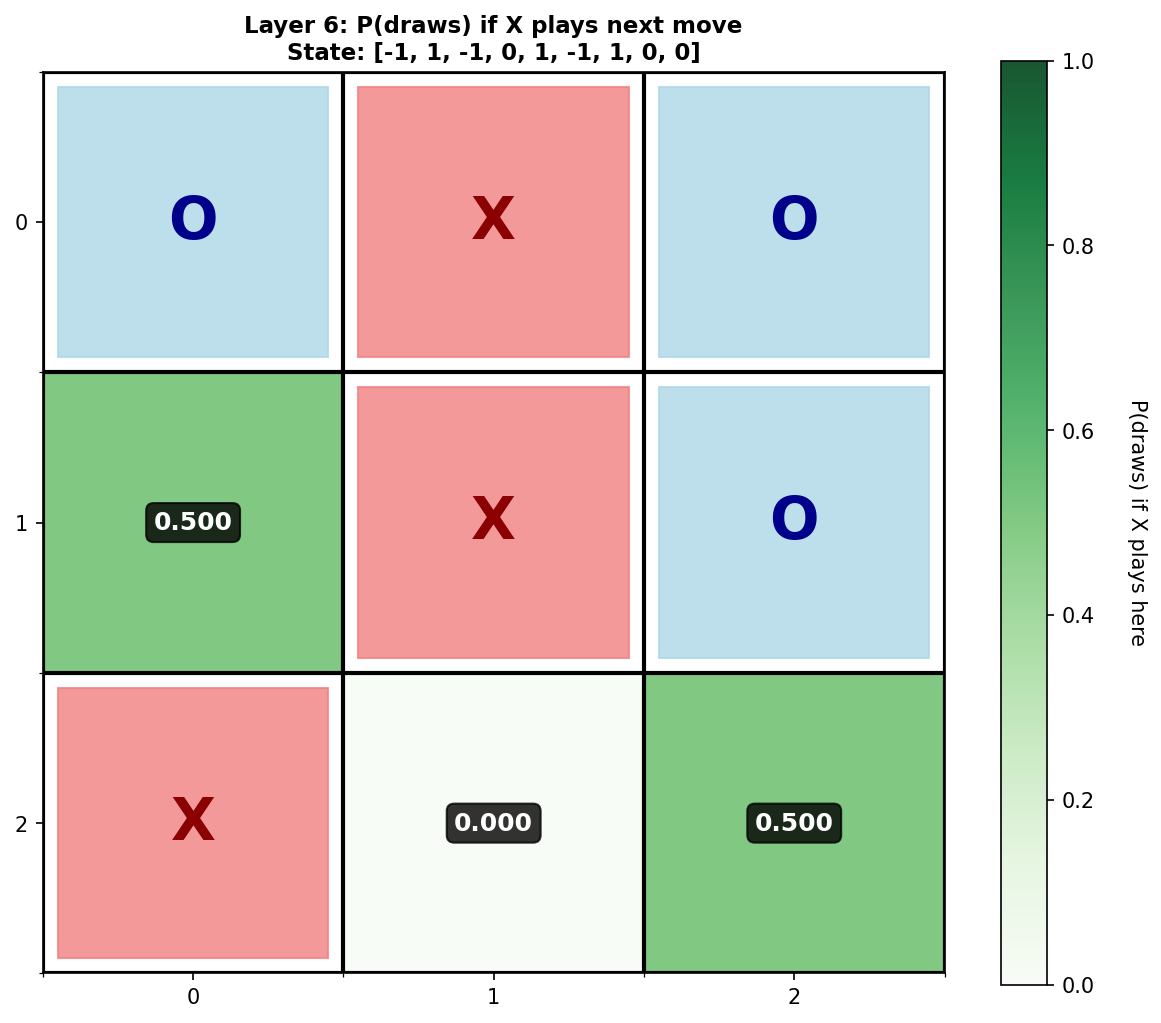 Layer 6: P(draws) if X plays next move
State: [-1, 1, -1, 0, 1, -1, 1, 0, 0]
O X O
0.500 X O
X 0.000 0.500
0
1
2
0 1 2
1.0
0.8
0.6
0.4
0.2
0.0
P(draws) if X plays here